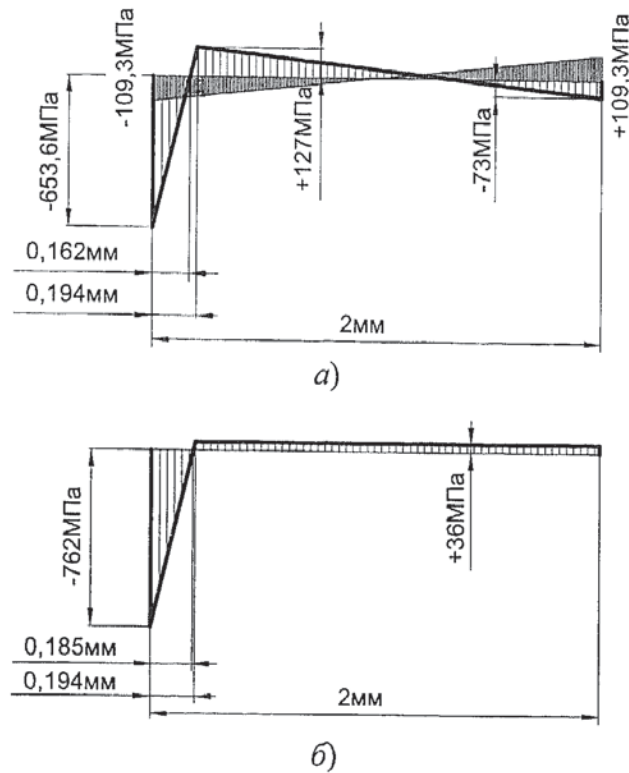 -109,3МПа
-653,6МПа
+127МПа
-73МПа
+109,3МПа
0,162мм
0,194мм
2мм
а)
-762МПа
+36МПа
0,185мм
0,194мм
2мм
б)